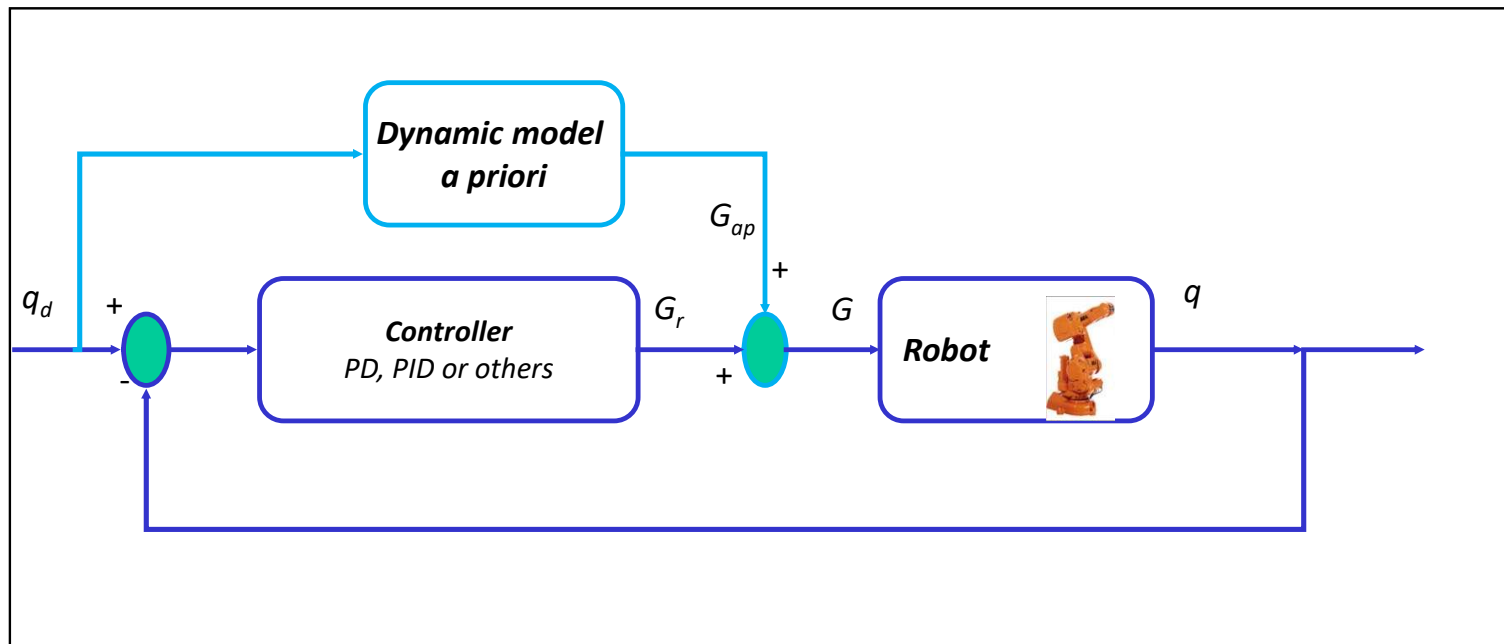 Dynamic model
a priori
G_ap
+
q_d
+
-
Controller
PD, PID or others
G_r
+
G
Robot
q